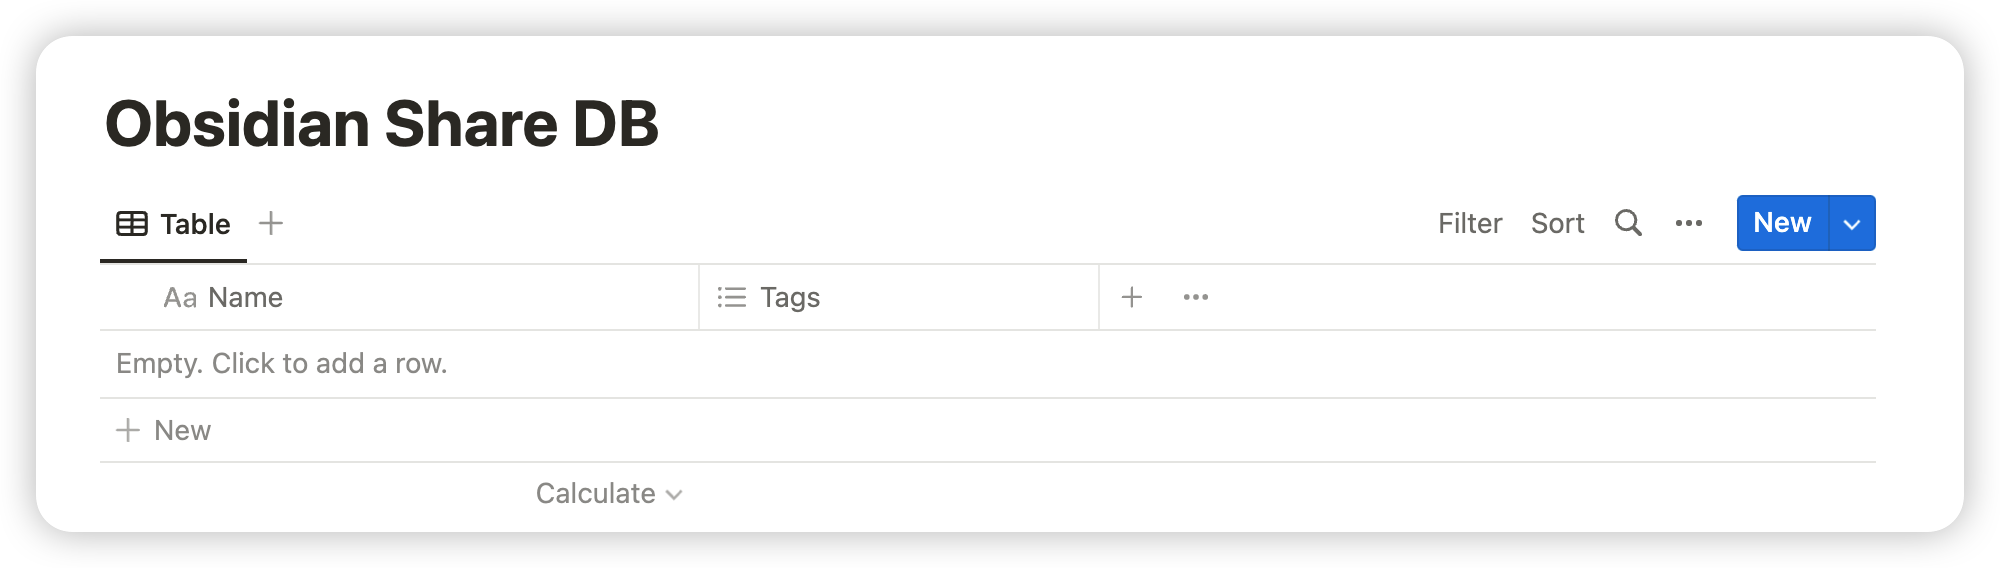 Obsidian Share DB
Table
Filter Sort New
Aa Name Tags
Empty. Click to add a row.
New
Calculate